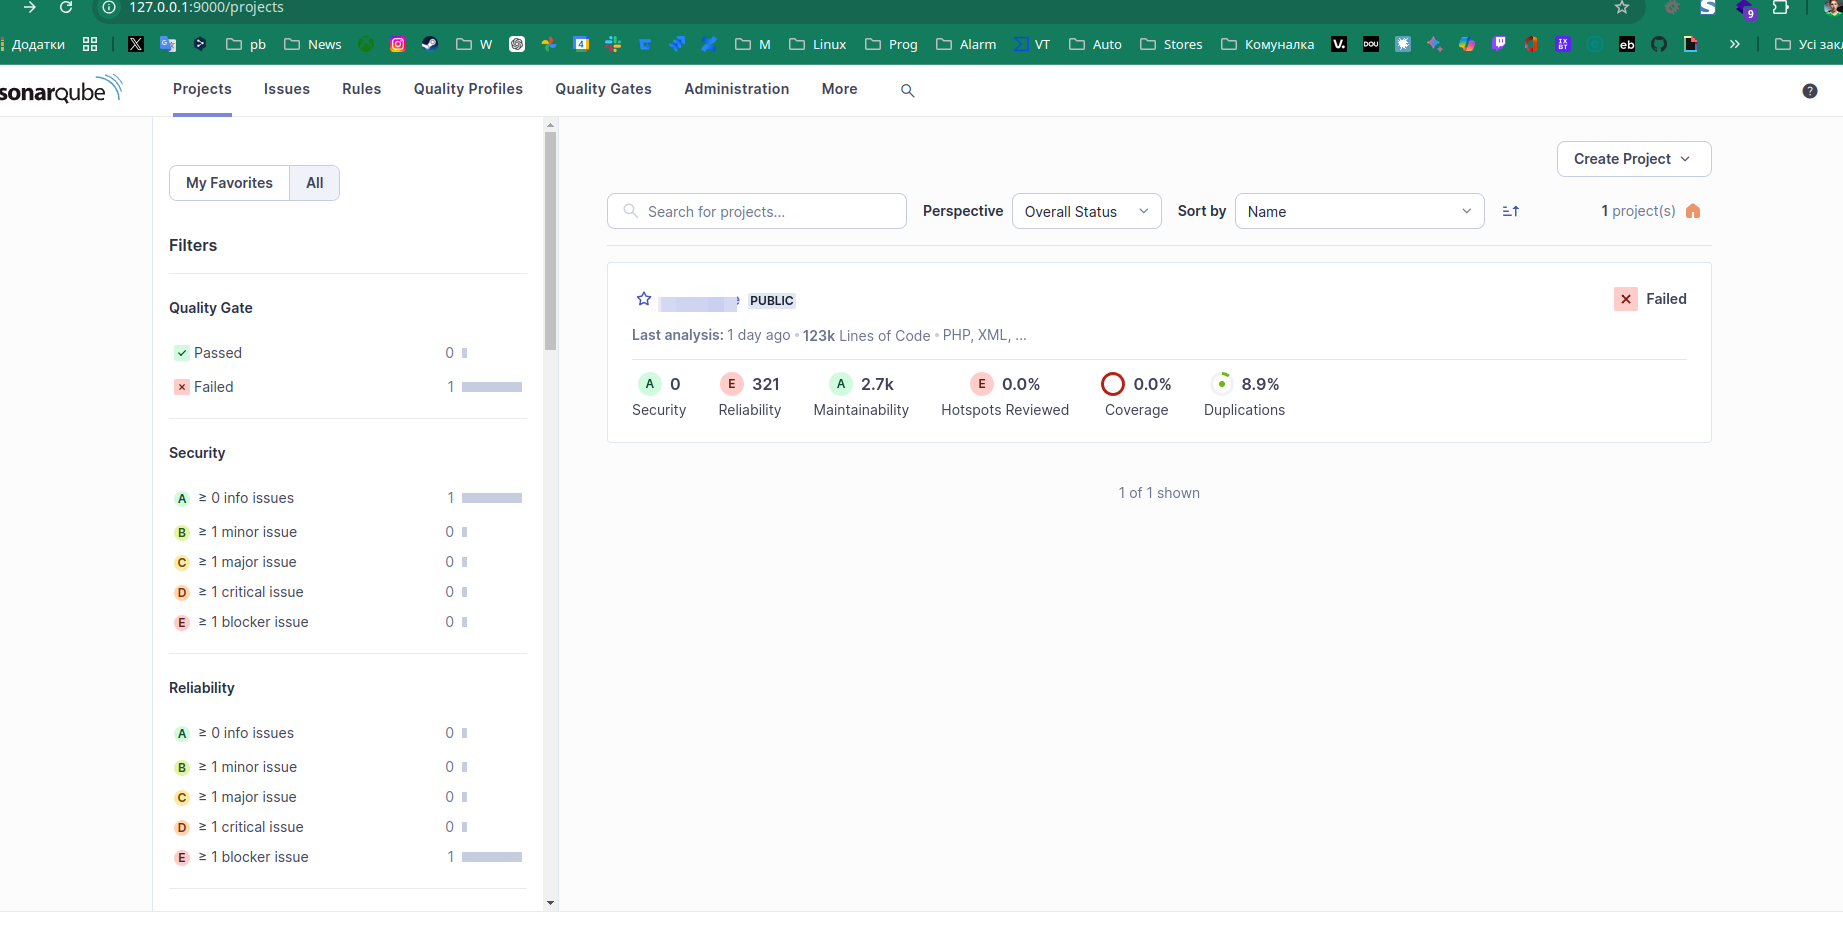 127.0.0.1:9000/projects
9
Додатки pb News 4 W M Linux Prog Alarm VT Auto Stores Комуналка V. DOU IX BT eb » Усі зак
sonarqube Projects Issues Rules Quality Profiles Quality Gates Administration More ?
Create Project
My Favorites All
Search for projects... Perspective Overall Status Sort by Name 1 project(s)
Filters
Quality Gate
Passed 0
Failed 1
Security
A ≥ 0 info issues 1
B ≥ 1 minor issue 0
C ≥ 1 major issue 0
D ≥ 1 critical issue 0
E ≥ 1 blocker issue 0
Reliability
A ≥ 0 info issues 0
B ≥ 1 minor issue 0
C ≥ 1 major issue 0
D ≥ 1 critical issue 0
E ≥ 1 blocker issue 1
PUBLIC Failed
Last analysis: 1 day ago • 123k Lines of Code • PHP, XML, ...
A 0 E 321 A 2.7k E 0.0% 0.0% 8.9%
Security Reliability Maintainability Hotspots Reviewed Coverage Duplications
1 of 1 shown